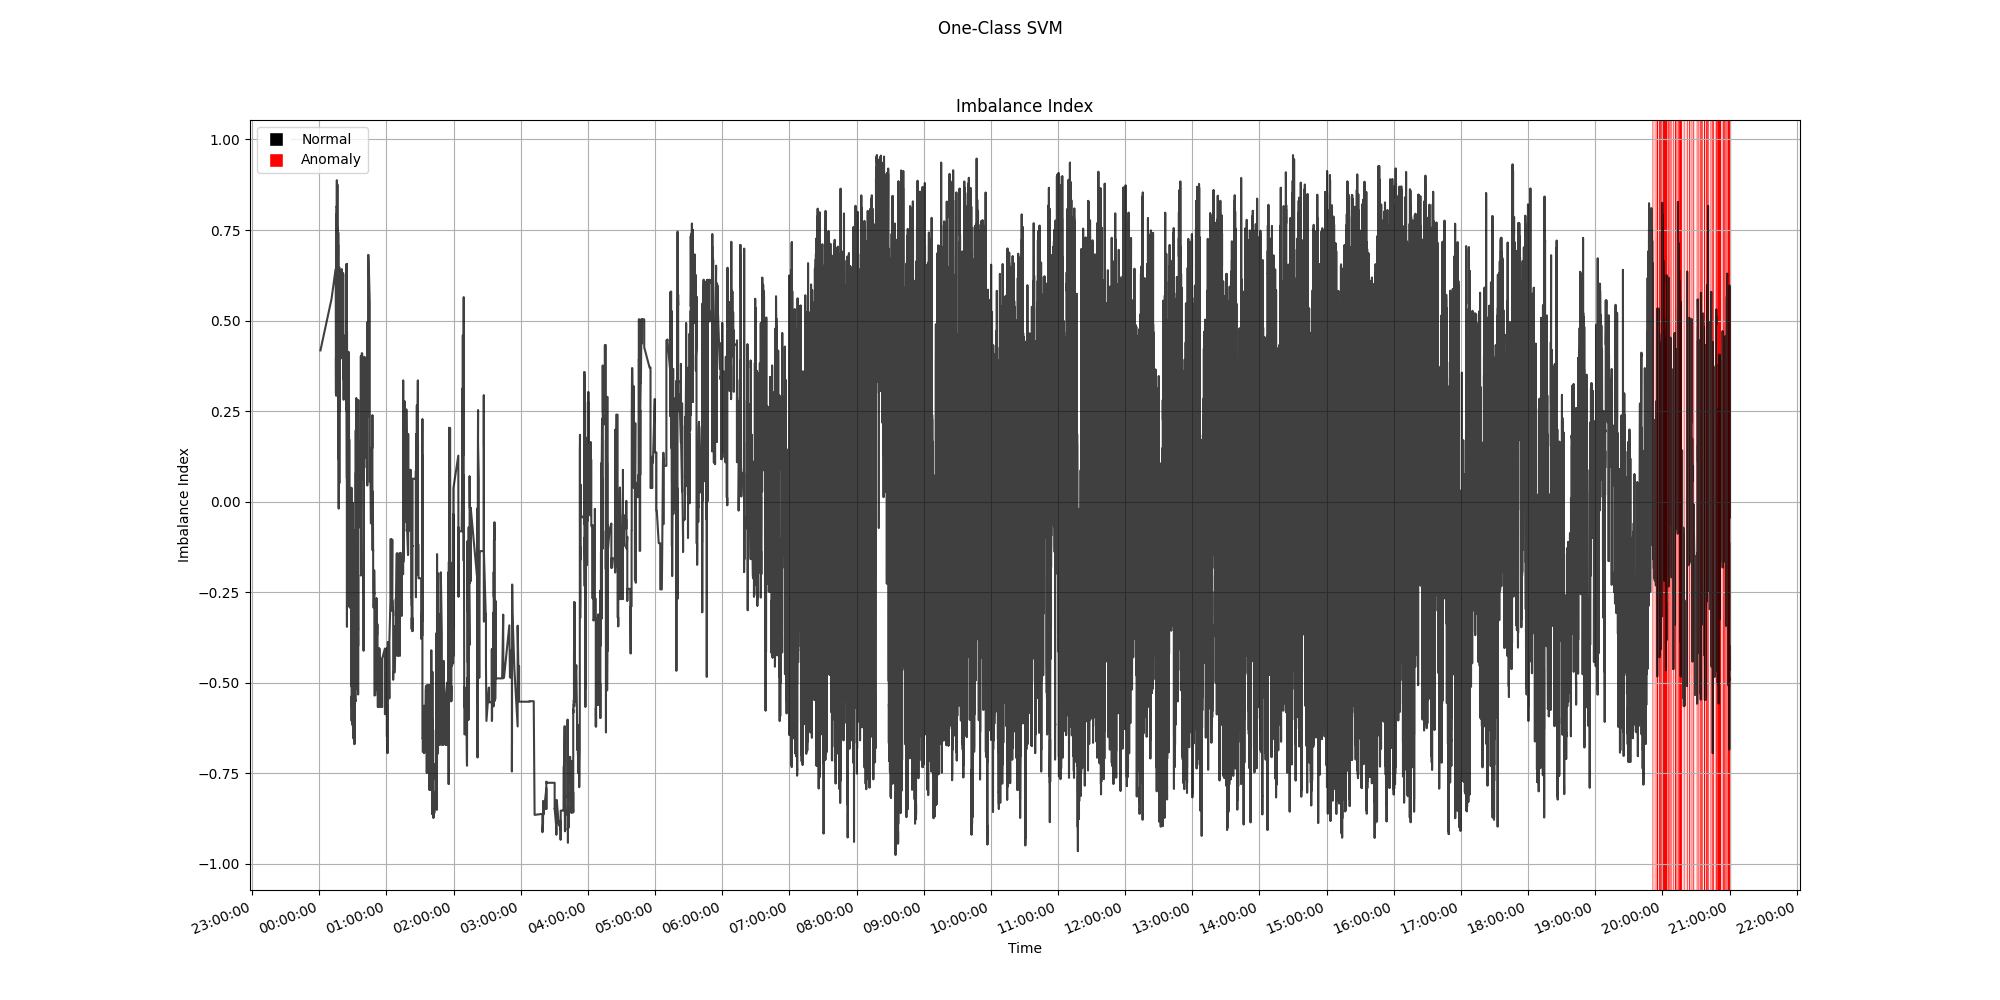 One-Class SVM
Imbalance Index
Normal
Anomaly
1.00
0.75
0.50
0.25
0.00
−0.25
−0.50
−0.75
−1.00
Imbalance Index
23:00:00 00:00:00 01:00:00 02:00:00 03:00:00 04:00:00 05:00:00 06:00:00 07:00:00 08:00:00 09:00:00 10:00:00 11:00:00 12:00:00 13:00:00 14:00:00 15:00:00 16:00:00 17:00:00 18:00:00 19:00:00 20:00:00 21:00:00 22:00:00
Time